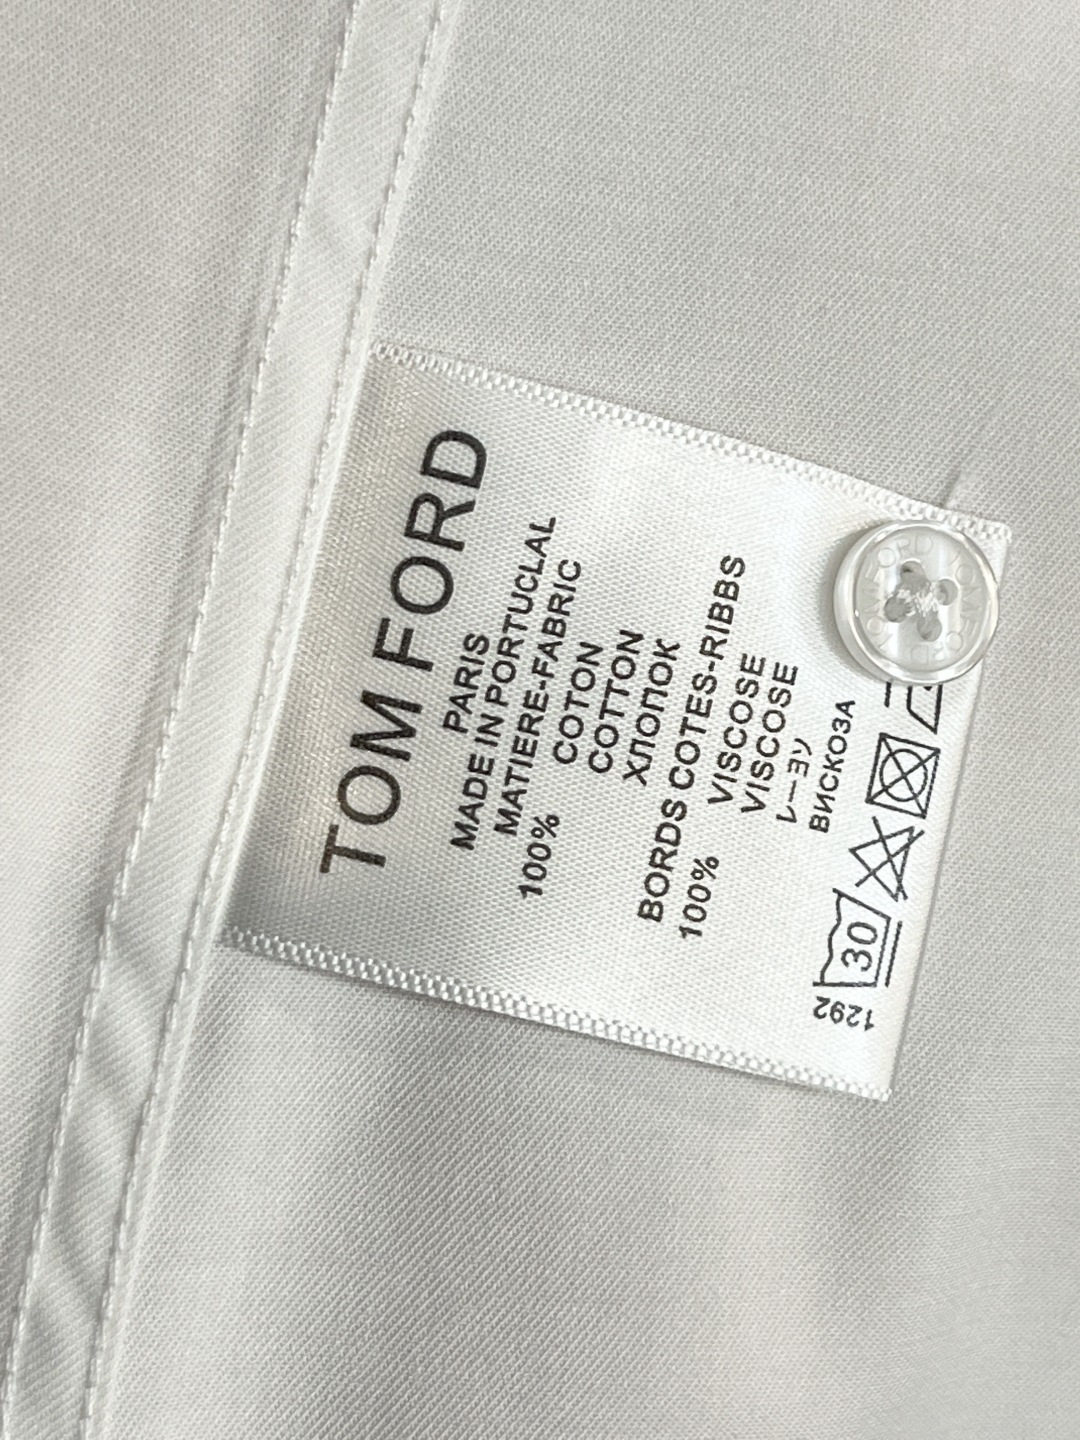 TOM FORD
PARIS
MADE IN PORTUCLAL
MATIERE-FABRIC
100% COTON
COTTON
ХЛОПОК
BORDS COTES-RIBBS
100% VISCOSE
VISCOSE
レーヨソ
ВИСКОЗА
30
1292